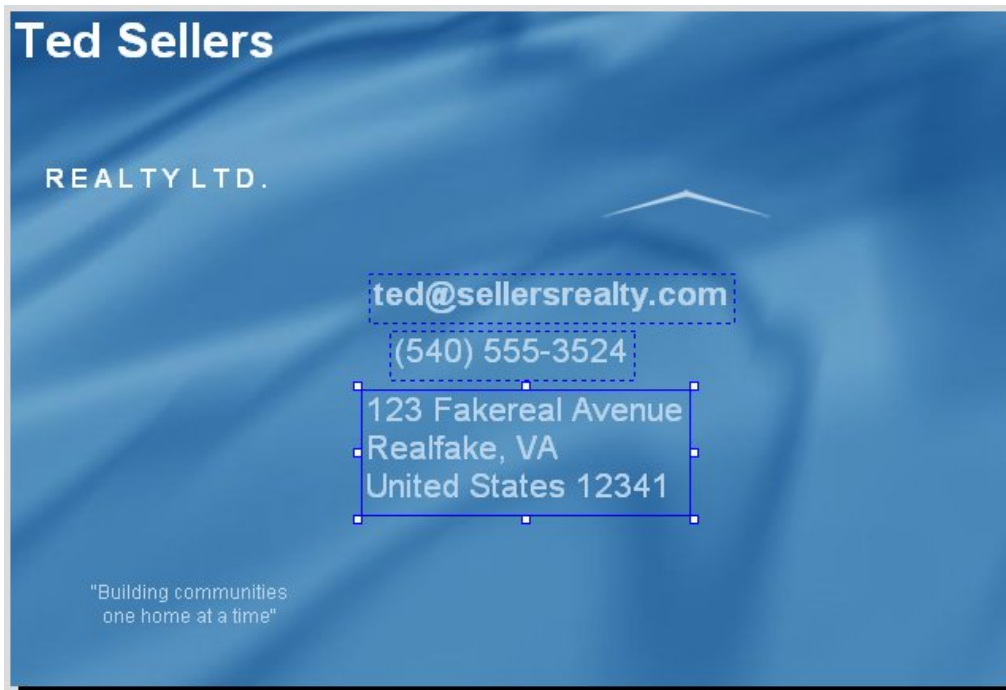 Ted Sellers
REALTY LTD.
ted@sellersrealty.com
(540) 555-3524
123 Fakereal Avenue
Realfake, VA
United States 12341
"Building communities
one home at a time"